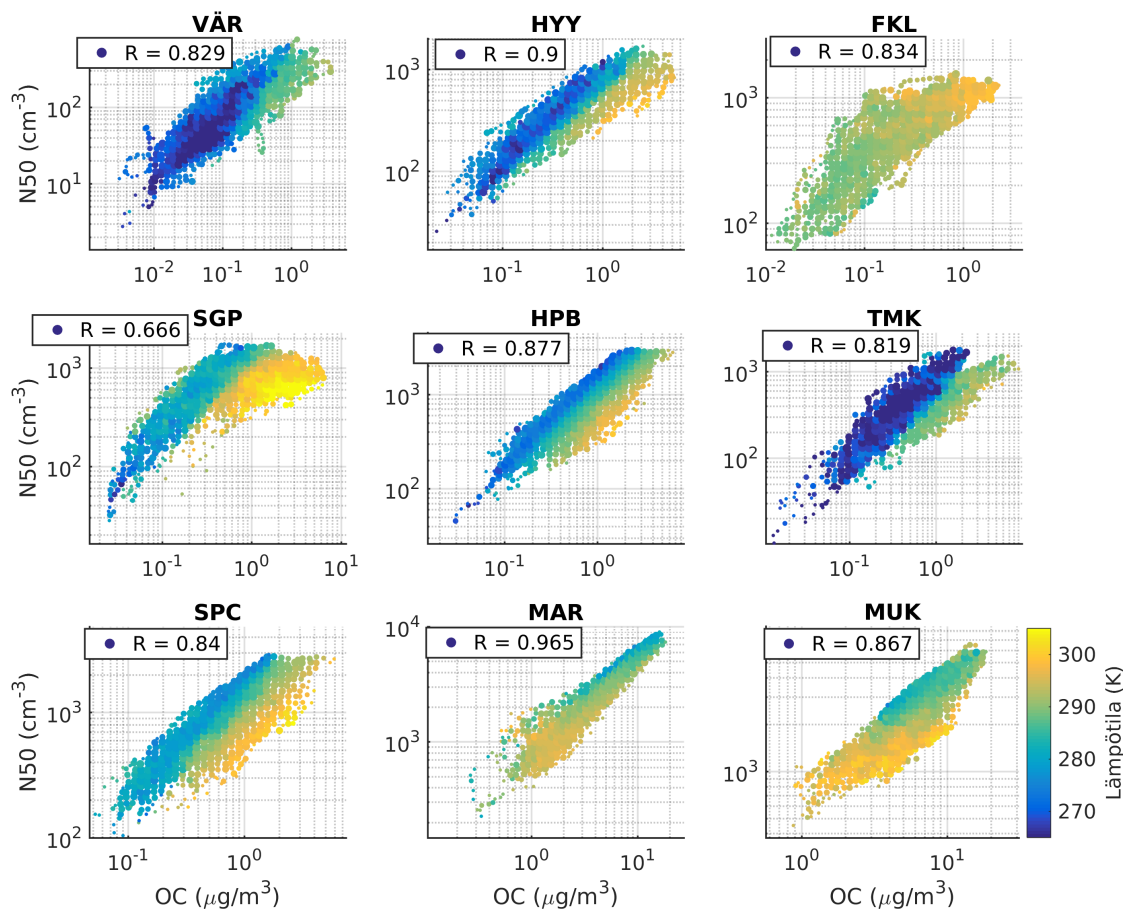 VÄR HYY FKL
R = 0.829 R = 0.9 R = 0.834
N50 (cm⁻³)
10² 10¹
10³ 10²
10³ 10²
10⁻² 10⁻¹ 10⁰
10⁻¹ 10⁰
10⁻² 10⁻¹ 10⁰
SGP HPB TMK
R = 0.666 R = 0.877 R = 0.819
N50 (cm⁻³)
10³ 10²
10³ 10²
10³ 10²
10⁻¹ 10⁰ 10¹
10⁻¹ 10⁰
10⁻¹ 10⁰
SPC MAR MUK
R = 0.84 R = 0.965 R = 0.867
N50 (cm⁻³)
10³ 10²
10⁴ 10³
10³
10⁻¹ 10⁰
10⁰ 10¹
10⁰ 10¹
OC (μg/m³) OC (μg/m³) OC (μg/m³)
300
290
280
270
Lämpötila (K)